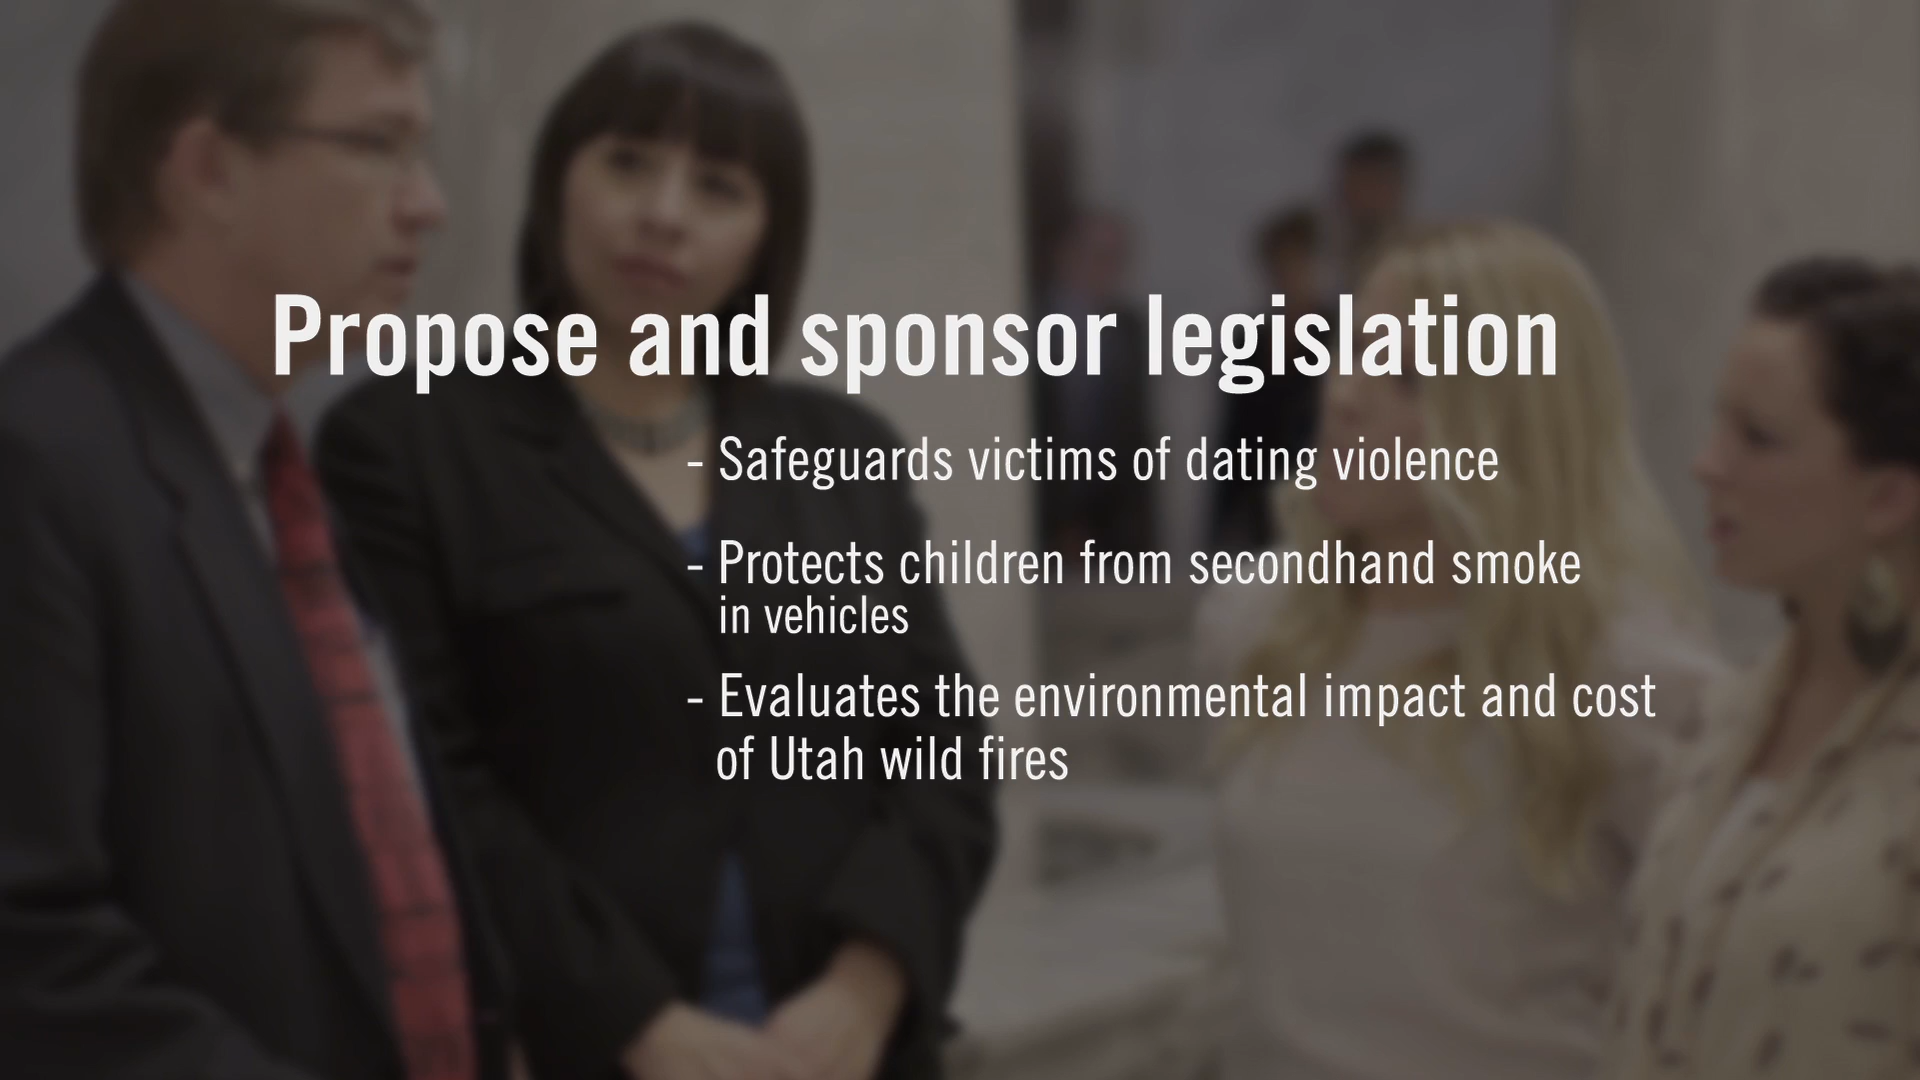 Propose and sponsor legislation
- Safeguards victims of dating violence
- Protects children from secondhand smoke
in vehicles
- Evaluates the environmental impact and cost
of Utah wild fires